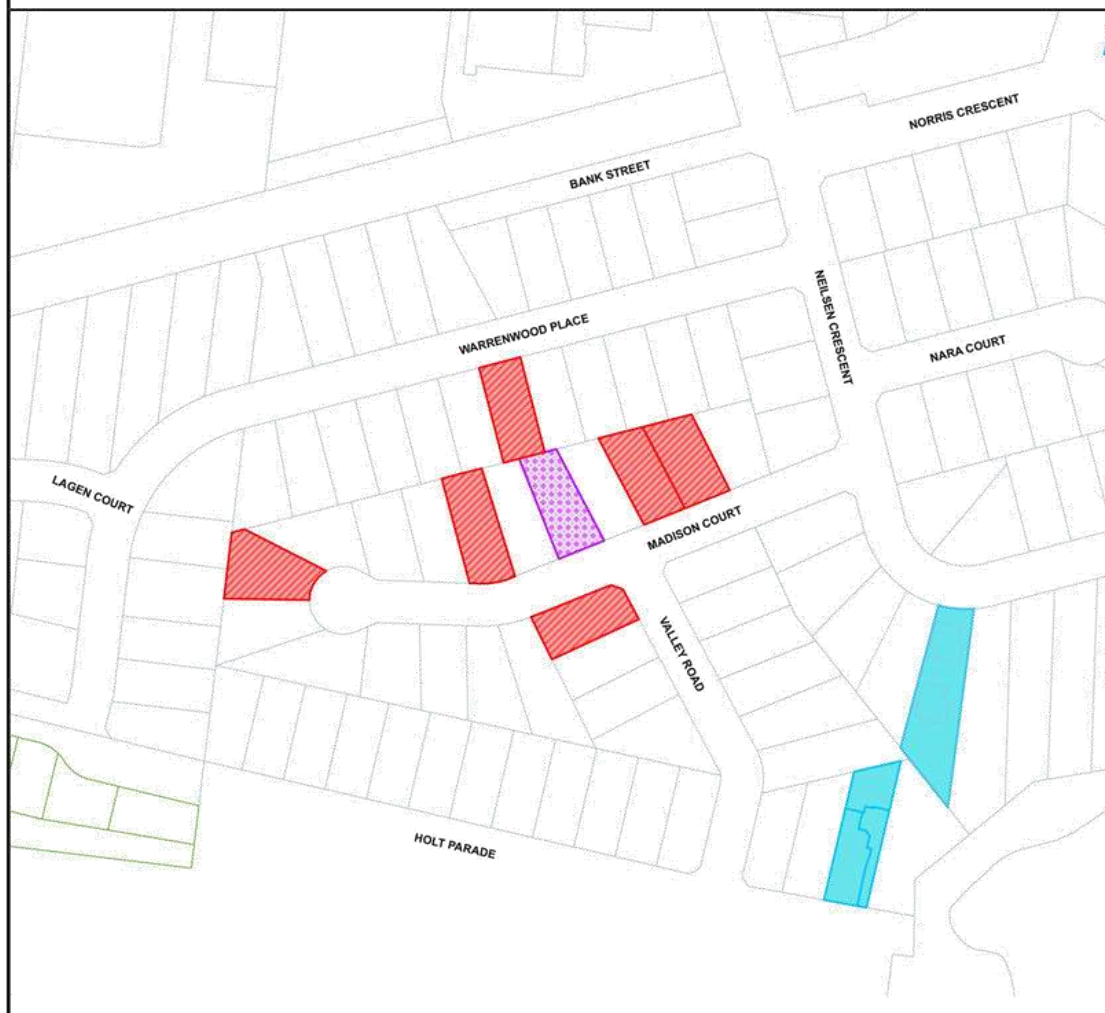 NORRIS CRESCENT
BANK STREET
NEILSEN CRESCENT
WARRENWOOD PLACE
NARA COURT
LAGEN COURT
MADISON COURT
VALLEY ROAD
HOLT PARADE